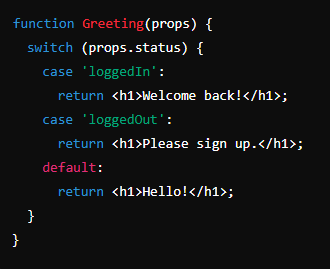 function Greeting(props) {
  switch (props.status) {
    case 'loggedIn':
      return <h1>Welcome back!</h1>;
    case 'loggedOut':
      return <h1>Please sign up.</h1>;
    default:
      return <h1>Hello!</h1>;
  }
}